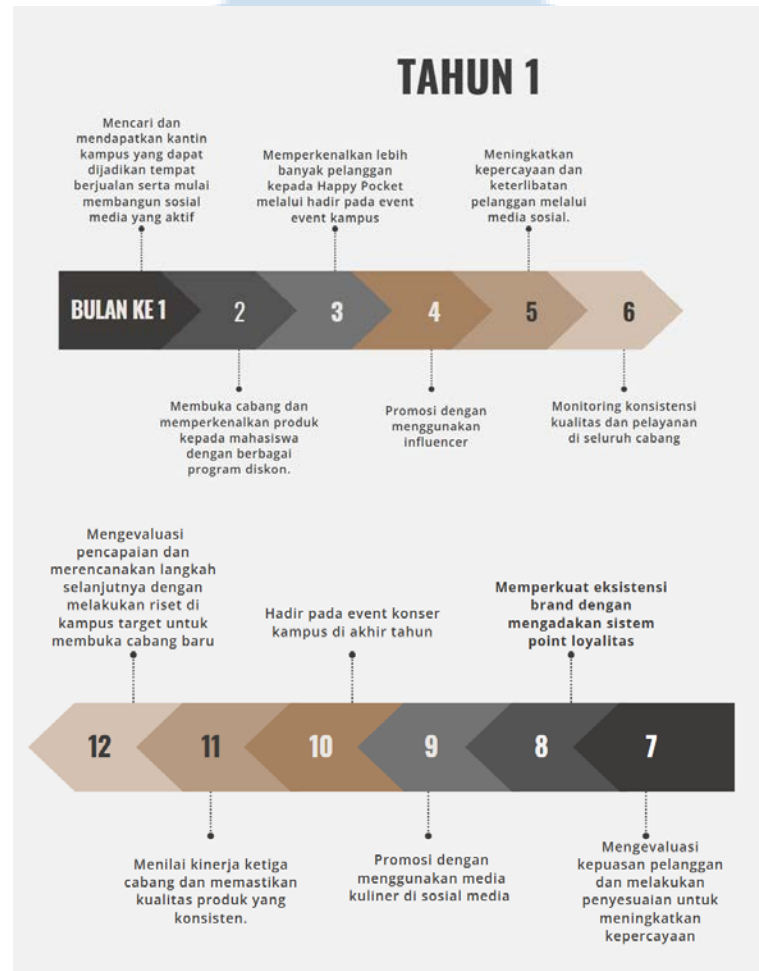 TAHUN 1
Mencari dan
mendapatkan kantin
kampus yang dapat
dijadikan tempat
berjualan serta mulai
membangun sosial
media yang aktif
Memperkenalkan lebih
banyak pelanggan
kepada Happy Pocket
melalui hadir pada event
event kampus
Meningkatkan
kepercayaan dan
keterlibatan
pelanggan melalui
media sosial.
BULAN KE 1
2
3
4
5
6
Membuka cabang dan
memperkenalkan produk
kepada mahasiswa
dengan berbagai
program diskon.
Promosi dengan
menggunakan
influencer
Monitoring konsistensi
kualitas dan pelayanan
di seluruh cabang
Mengevaluasi
pencapaian dan
merencanakan langkah
selanjutnya dengan
melakukan riset di
kampus target untuk
membuka cabang baru
Hadir pada event konser
kampus di akhir tahun
Memperkuat eksistensi
brand dengan
mengadakan sistem
point loyalitas
12
11
10
9
8
7
Menilai kinerja ketiga
cabang dan memastikan
kualitas produk yang
konsisten.
Promosi dengan
menggunakan media
kuliner di sosial media
Mengevaluasi
kepuasan pelanggan
dan melakukan
penyesuaian untuk
meningkatkan
kepercayaan